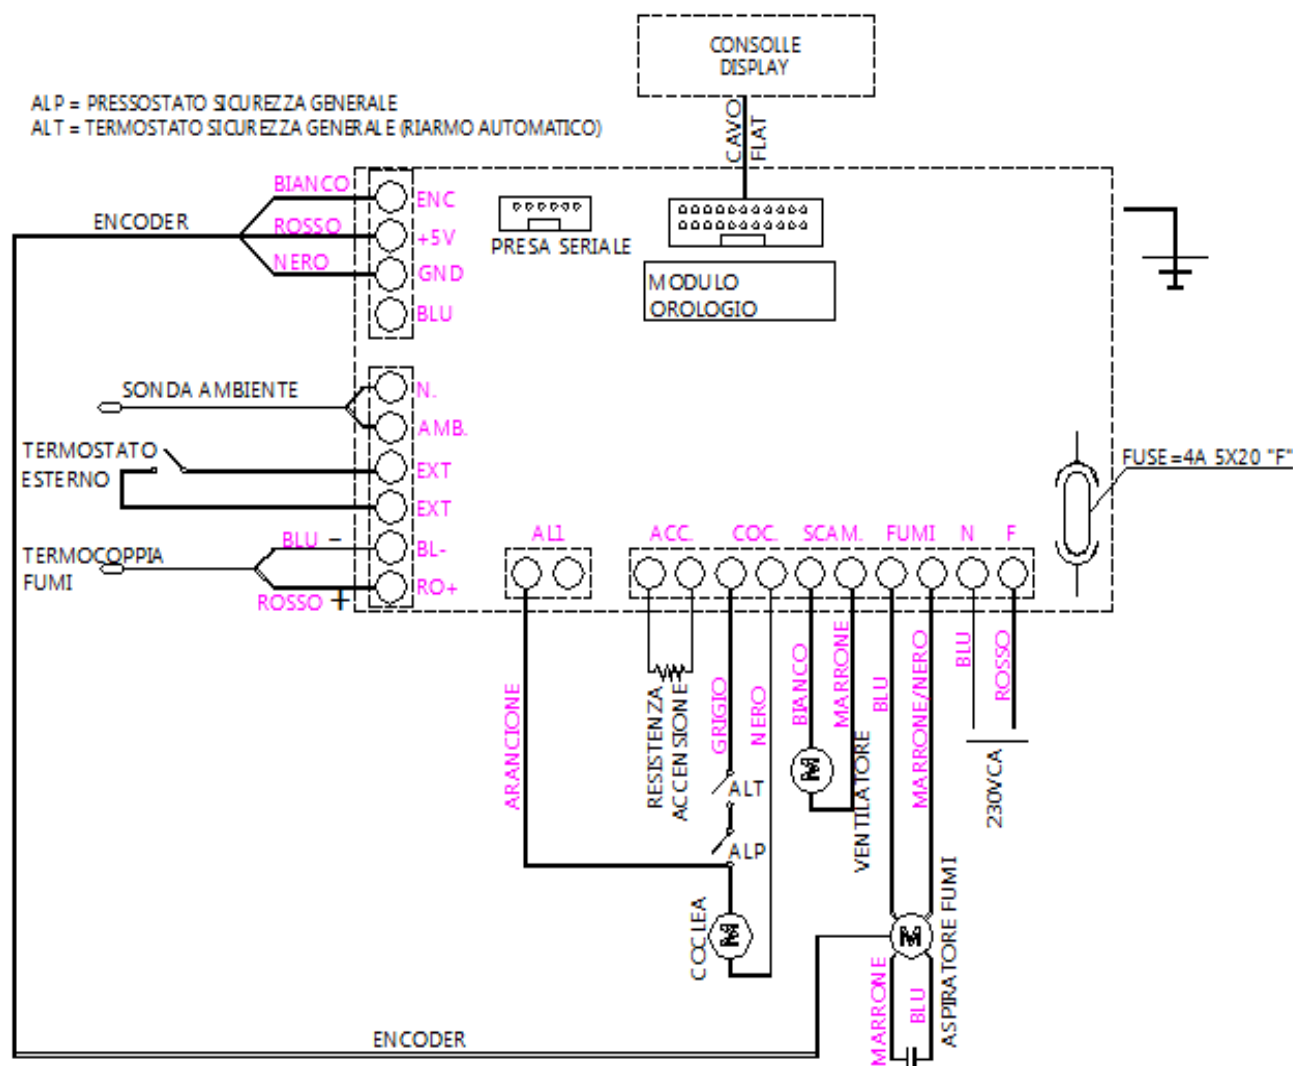 CONSOLLE
DISPLAY
ALP = PRESSOSTATO SICUREZZA GENERALE
ALT = TERMOSTATO SICUREZZA GENERALE (RIARMO AUTOMATICO)
CAVO
FLAT
BIANCO
ENC
ENCODER
ROSSO
+5V
NERO
GND
BLU
PRESA SERIALE
MODULO
OROLOGIO
SONDA AMBIENTE
N.
AMB.
TERMOSTATO
ESTERNO
EXT
EXT
FUSE=4A 5X20 "F"
BLU -
BL-
TERMOCOPPIA
FUMI
ROSSO +
RO+
AL1
ACC.
COC.
SCAM.
FUMI
N
F
ARANCIONE
RESISTENZA
ACCENSIONE
GRIGIO
NERO
BIANCO
MARRONE
BLU
MARRONE/NERO
BLU
ROSSO
ALT
ALP
VENTILATORE
230VCA
COCLEA
M
M
M
ASPIRATORE FUMI
MARRONE
BLU
ENCODER